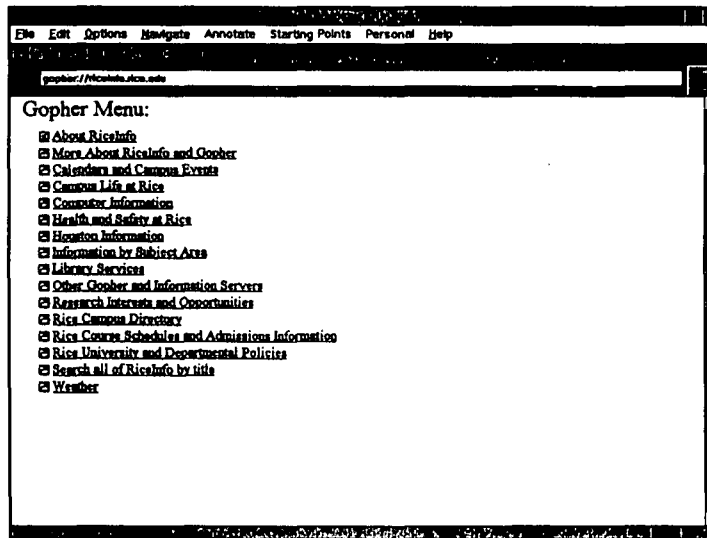 File Edit Options Navigate Annotate Starting Points Personal Help
gopher://riceinfo.rice.edu
Gopher Menu:
About RiceInfo
More About RiceInfo and Gopher
Calendars and Campus Events
Campus Life at Rice
Computer Information
Health and Safety at Rice
Houston Information
Information by Subject Area
Library Services
Other Gopher and Information Servers
Research Interests and Opportunities
Rice Campus Directory
Rice Course Schedules and Admissions Information
Rice University and Departmental Policies
Search all of RiceInfo by title
Weather